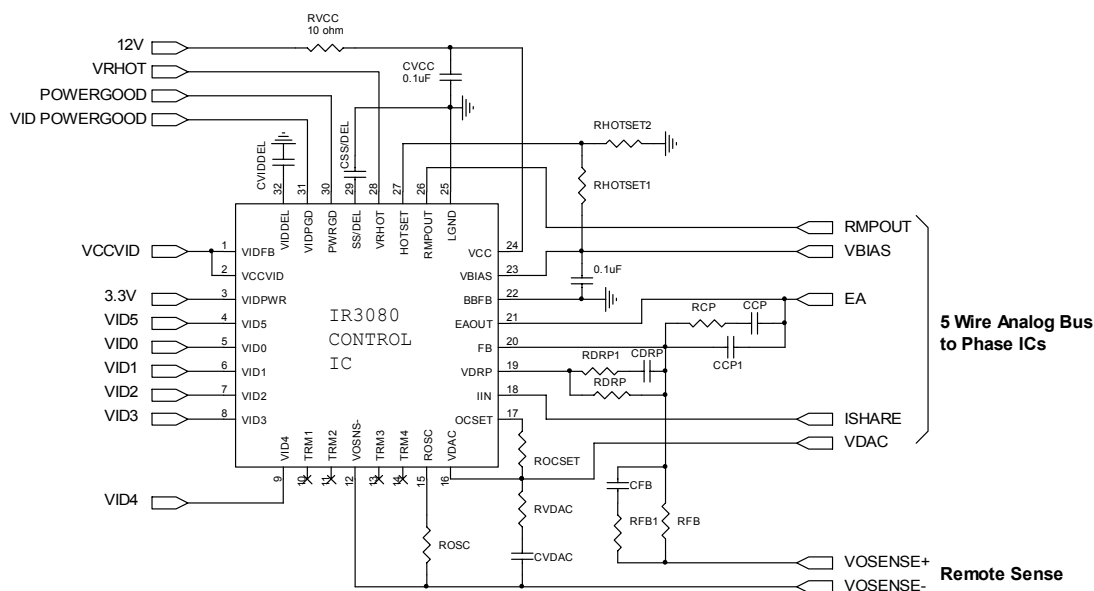 RVCC
10 ohm
12V
VRHOT
CVCC
0.1uF
POWERGOOD
VID POWERGOOD
CVIDDEL
CSS/DEL
RHOTSET2
RHOTSET1
32
31
30
29
28
27
26
25
VIDDEL
VIDPGD
PWRGD
SS/DEL
VRHOT
HOTSET
RMPOUT
LGND
RMPOUT
VCCVID
1
VIDFB
VCC
24
VBIAS
2
VCCVID
VBIAS
23
0.1uF
3.3V
3
VIDPWR
BBFB
22
EA
VID5
4
VID5
IR3080
CONTROL
IC
EAOUT
21
RCP
CCP
5 Wire Analog Bus
to Phase ICs
VID0
5
VID0
FB
20
CCP1
VID1
6
VID1
VDRP
19
RDRP1
CDRP
RDRP
VID2
7
VID2
IIN
18
VID3
8
VID3
OCSET
17
ISHARE
VDAC
VID4
TRM1
TRM2
VOSNS-
TRM3
TRM4
ROSC
VDAC
9
10
11
12
13
14
15
16
ROCSET
VID4
RVDAC
CFB
RFB1
RFB
ROSC
CVDAC
VOSENSE+
VOSENSE-
Remote Sense